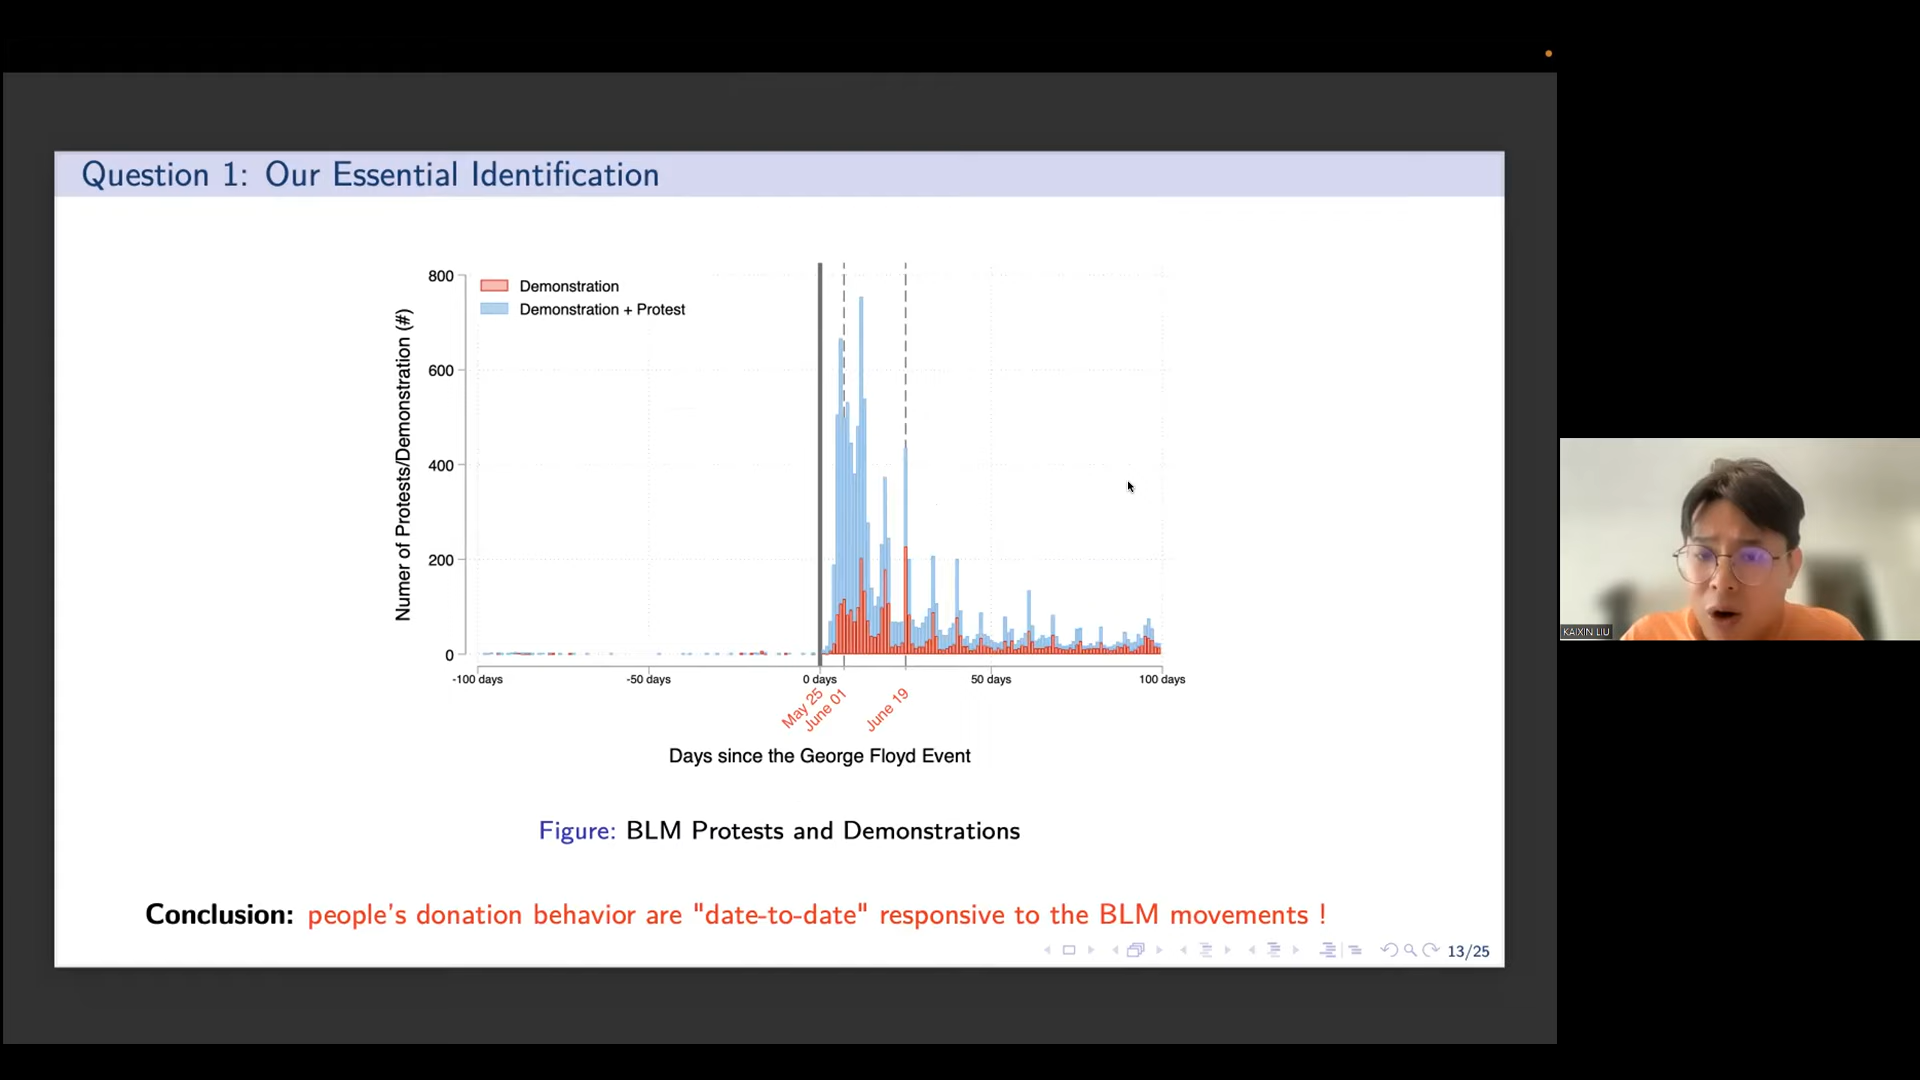 Question 1: Our Essential Identification
800
600
400
200
0
Numer of Protests/Demonstration (#)
Demonstration
Demonstration + Protest
-100 days
-50 days
0 days
50 days
100 days
May 25
June 01
June 19
Days since the George Floyd Event
Figure: BLM Protests and Demonstrations
Conclusion: people's donation behavior are "date-to-date" responsive to the BLM movements !
13/25
KAIXIN LIU